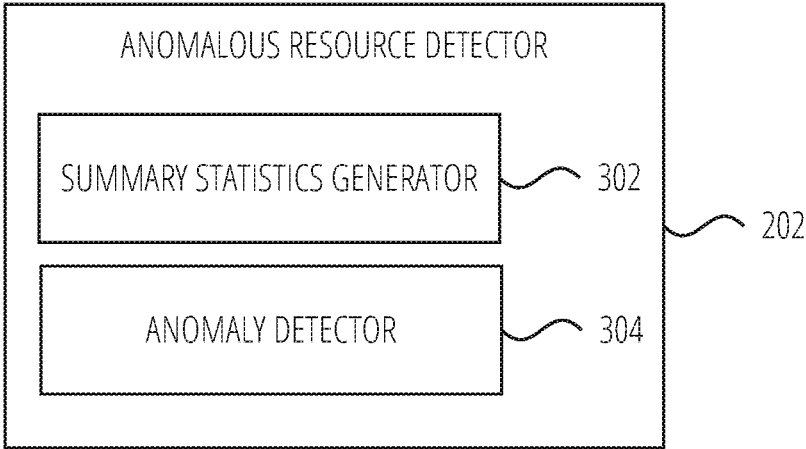 ANOMALOUS RESOURCE DETECTOR
SUMMARY STATISTICS GENERATOR
302
202
ANOMALY DETECTOR
304